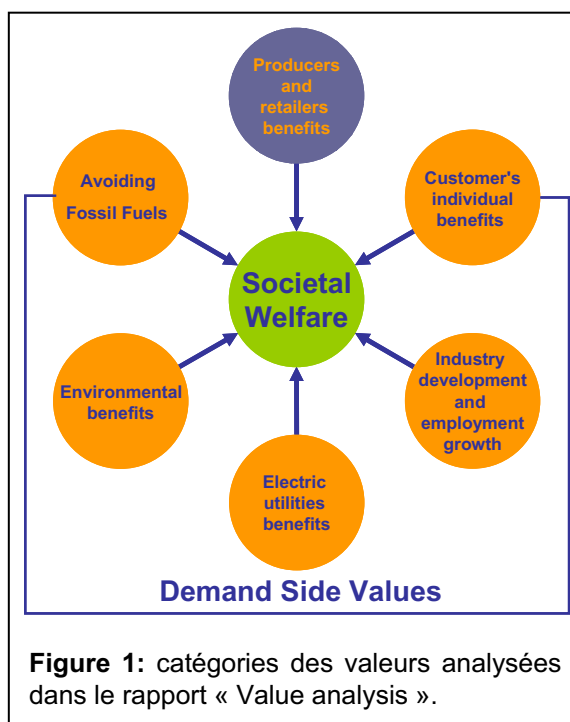 Producers
and
retailers
benefits
Avoiding
Fossil Fuels
Customer's
individual
benefits
Societal
Welfare
Environmental
benefits
Industry
development
and
employment
growth
Electric
utilities
benefits
Demand Side Values
Figure 1: catégories des valeurs analysées
dans le rapport « Value analysis ».